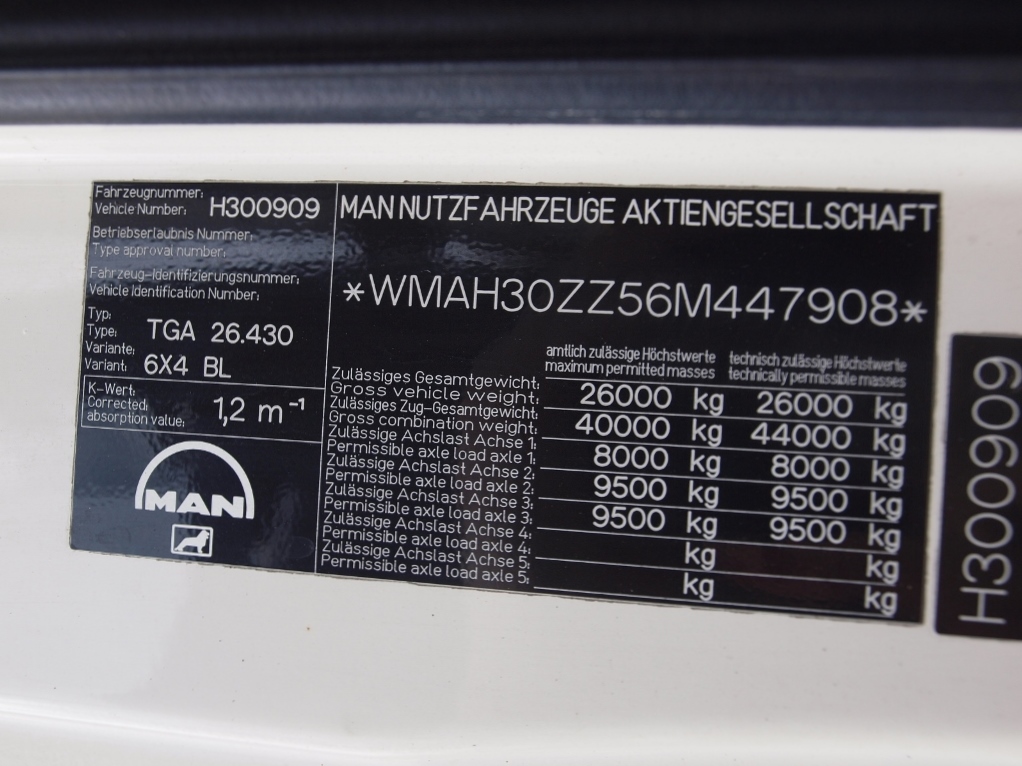 Fahrzeugnummer:
Vehicle Number: H300909
Betriebserlaubnis Nummer:
Type approval number:
Fahrzeug-Identifizierungsnummer:
Vehicle Identification Number:
Typ:
Type: TGA 26.430
Variante:
Variant: 6X4 BL
K-Wert:
Corrected
absorption value: 1,2 m⁻¹
MAN
MAN NUTZFAHRZEUGE AKTIENGESELLSCHAFT
*WMAH30ZZ56M447908*
amtlich zulässige Höchstwerte technisch zulässige Höchstwerte
maximum permitted masses technically permissible masses
Zulässiges Gesamtgewicht:
Gross vehicle weight: 26000 kg 26000 kg
Zulässiges Zug-Gesamtgewicht:
Gross combination weight: 40000 kg 44000 kg
Zulässige Achslast Achse 1:
Permissible axle load axle 1: 8000 kg 8000 kg
Zulässige Achslast Achse 2:
Permissible axle load axle 2: 9500 kg 9500 kg
Zulässige Achslast Achse 3:
Permissible axle load axle 3: 9500 kg 9500 kg
Zulässige Achslast Achse 4:
Permissible axle load axle 4: kg kg
Zulässige Achslast Achse 5:
Permissible axle load axle 5: kg kg
H300909